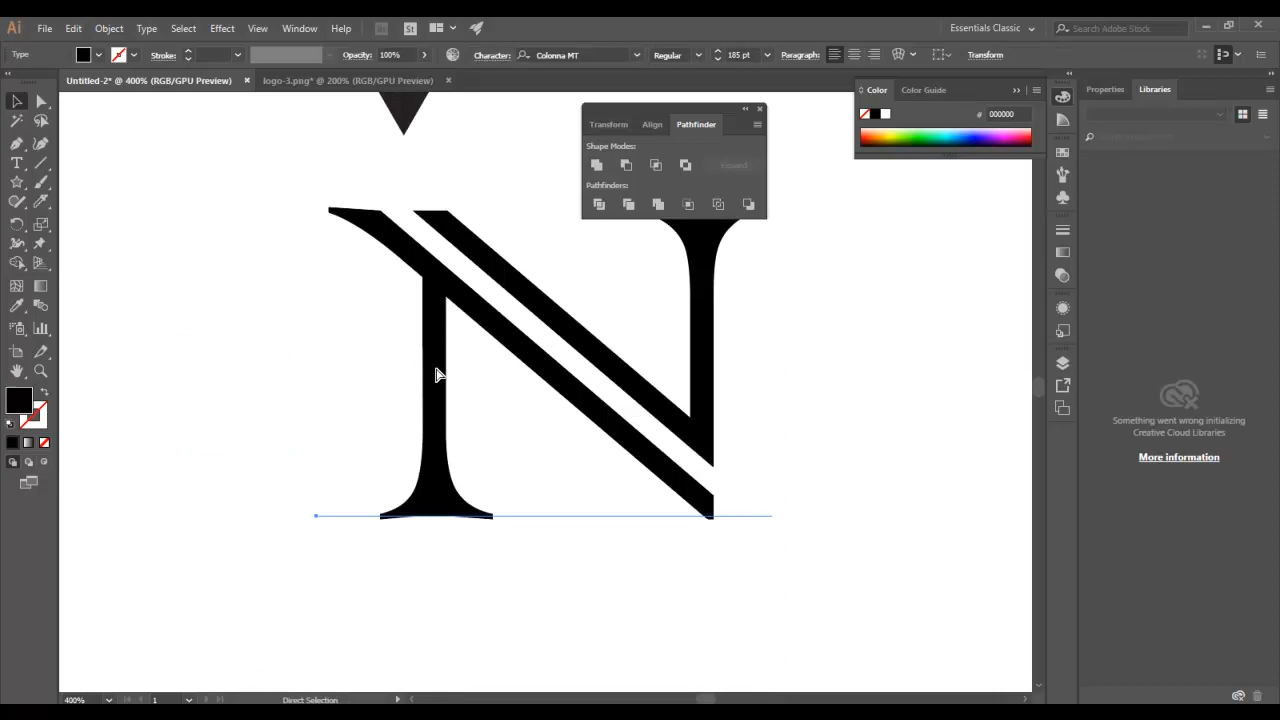 Ai File Edit Object Type Select Effect View Window Help Br St Essentials Classic Search Adobe Stock
Type Stroke: Opacity: 100% Character: Colonna MT Regular 185 pt Paragraph: Transform
Untitled-2* @ 400% (RGB/GPU Preview) × logo-3.png* @ 200% (RGB/GPU Preview) ×
Color Color Guide Properties Libraries
# 000000
Transform Align Pathfinder
Shape Modes:
Expand
Pathfinders:
N
Something went wrong initializing
Creative Cloud Libraries
More information
400% 1 Direct Selection